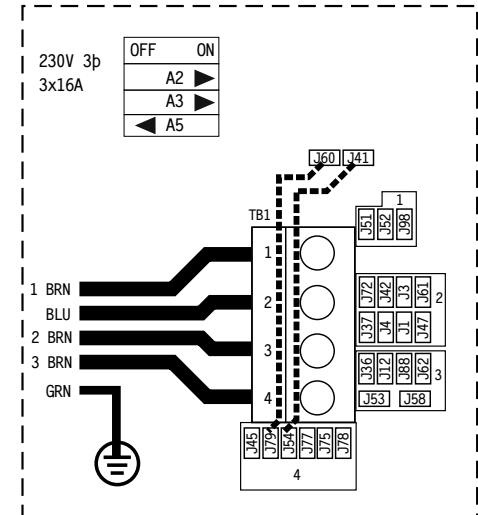 230V 3þ
3x16A
OFF ON
A2 ▶
A3 ▶
◀ A5
J60 J41
TB1
1
J51 J52 J98
1
2
3
4
J72 J42 J3 J61
J37 J4 J1 J47
2
J36 J12 J88 J62
J53 J58
3
1 BRN
BLU
2 BRN
3 BRN
GRN
J45 J79 J54 J77 J75 J78
4